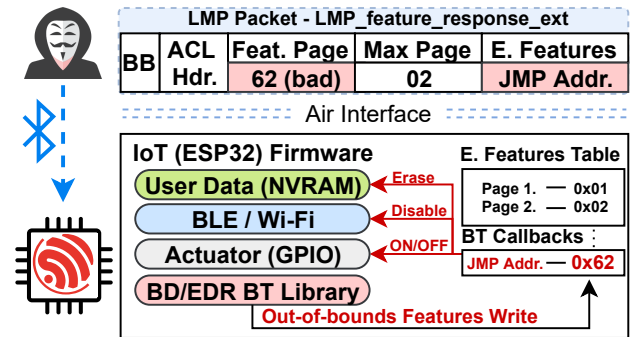 LMP Packet - LMP_feature_response_ext
BB ACL Hdr. Feat. Page Max Page E. Features
62 (bad) 02 JMP Addr.
Air Interface
IoT (ESP32) Firmware
E. Features Table
User Data (NVRAM)
Erase
Page 1. — 0x01
Page 2. — 0x02
BLE / Wi-Fi
Disable
BT Callbacks
Actuator (GPIO)
ON/OFF
JMP Addr. — 0x62
BD/EDR BT Library
Out-of-bounds Features Write